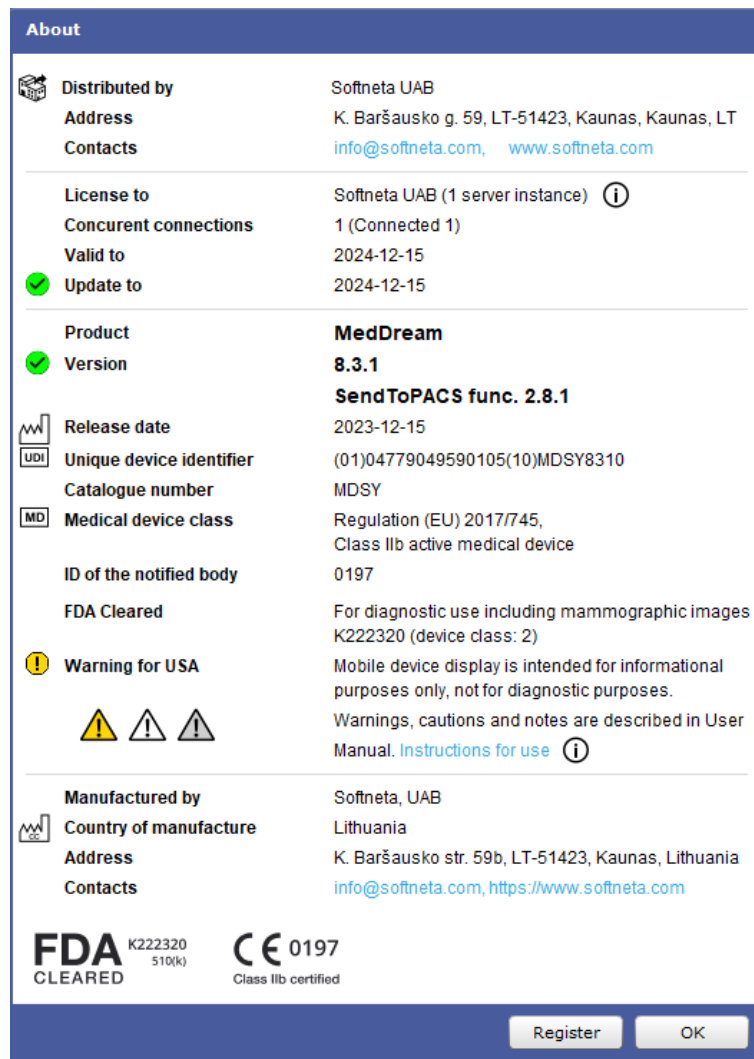 About
Distributed by Softneta UAB
Address K. Baršausko g. 59, LT-51423, Kaunas, Kaunas, LT
Contacts info@softneta.com, www.softneta.com
License to Softneta UAB (1 server instance) i
Concurent connections 1 (Connected 1)
Valid to 2024-12-15
Update to 2024-12-15
Product MedDream
Version 8.3.1
SendToPACS func. 2.8.1
Release date 2023-12-15
UDI Unique device identifier (01)04779049590105(10)MDSY8310
Catalogue number MDSY
MD Medical device class Regulation (EU) 2017/745,
Class IIb active medical device
ID of the notified body 0197
FDA Cleared For diagnostic use including mammographic images
K222320 (device class: 2)
Warning for USA Mobile device display is intended for informational
purposes only, not for diagnostic purposes.
Warnings, cautions and notes are described in User
Manual. Instructions for use i
Manufactured by Softneta, UAB
CC Country of manufacture Lithuania
Address K. Baršausko str. 59b, LT-51423, Kaunas, Lithuania
Contacts info@softneta.com, https://www.softneta.com
FDA K222320 CE 0197
510(k)
CLEARED Class IIb certified
Register OK